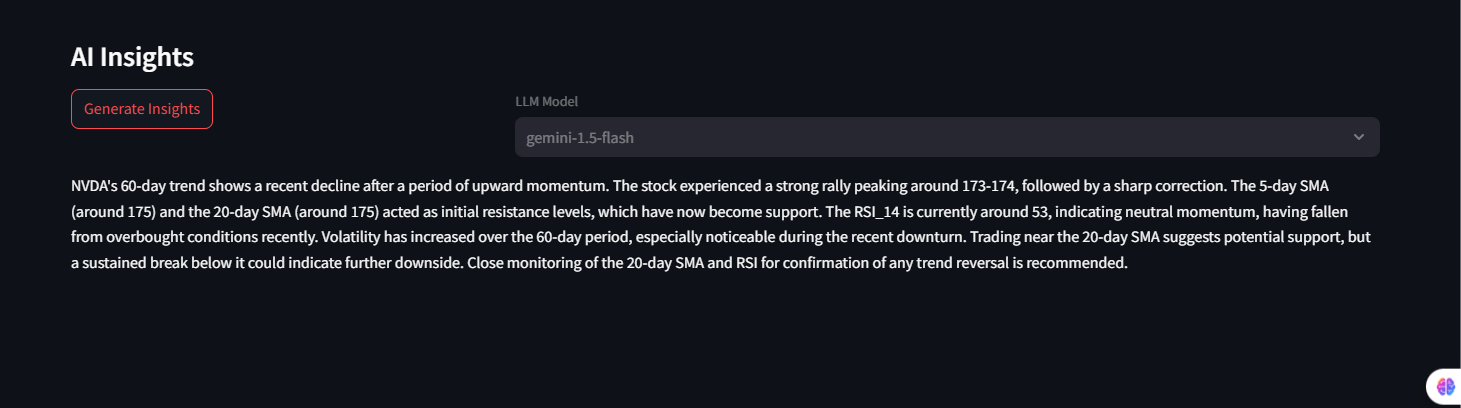 AI Insights
Generate Insights
LLM Model
gemini-1.5-flash
NVDA's 60-day trend shows a recent decline after a period of upward momentum. The stock experienced a strong rally peaking around 173-174, followed by a sharp correction. The 5-day SMA
(around 175) and the 20-day SMA (around 175) acted as initial resistance levels, which have now become support. The RSI_14 is currently around 53, indicating neutral momentum, having fallen
from overbought conditions recently. Volatility has increased over the 60-day period, especially noticeable during the recent downturn. Trading near the 20-day SMA suggests potential support, but
a sustained break below it could indicate further downside. Close monitoring of the 20-day SMA and RSI for confirmation of any trend reversal is recommended.